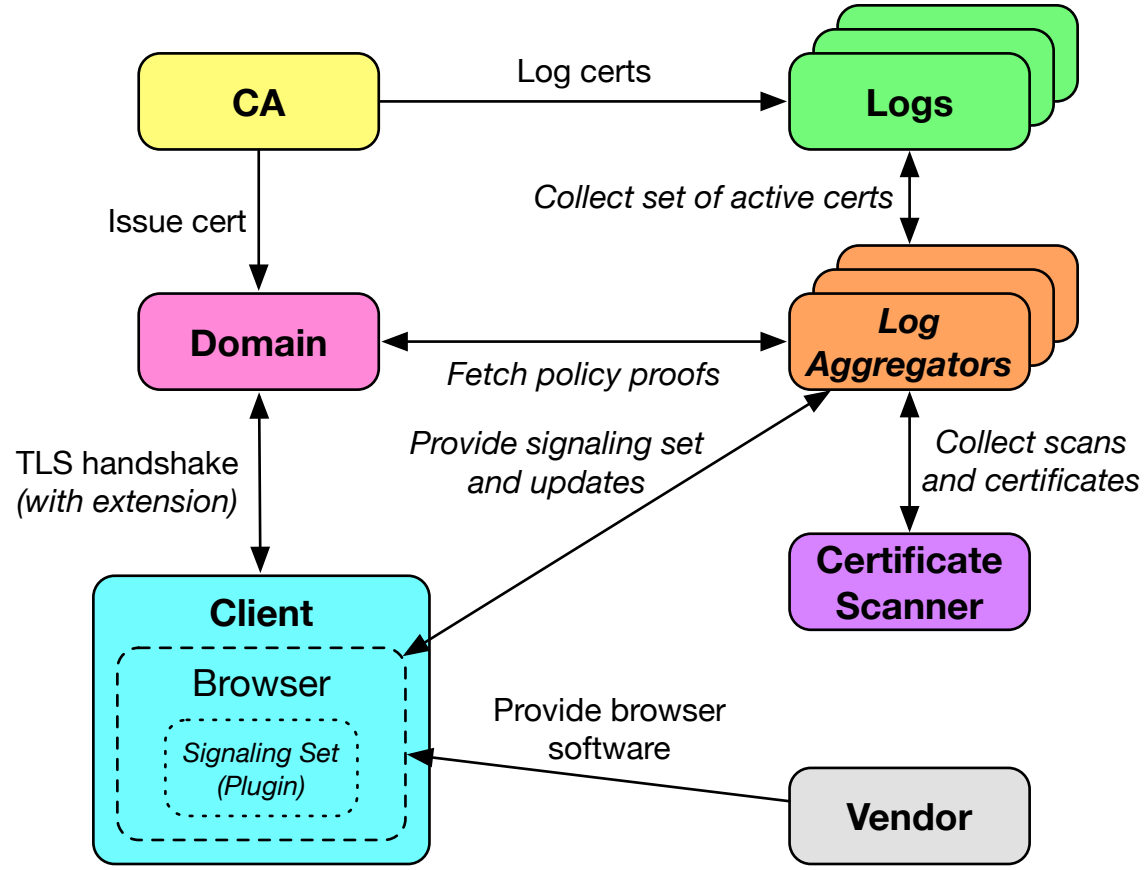 CA
Log certs
Logs
Issue cert
Collect set of active certs
Domain
Fetch policy proofs
Log
Aggregators
TLS handshake
(with extension)
Provide signaling set
and updates
Collect scans
and certificates
Client
Browser
Signaling Set
(Plugin)
Certificate
Scanner
Provide browser
software
Vendor